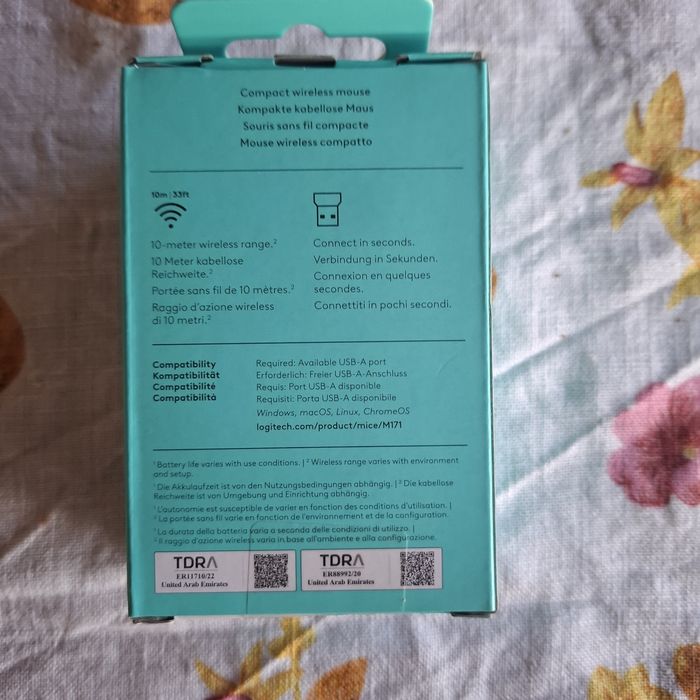 Compact wireless mouse
Kompakte kabellose Maus
Souris sans fil compacte
Mouse wireless compatto
10m | 33ft
10-meter wireless range.²
10 Meter kabellose
Reichweite.²
Portée sans fil de 10 mètres.²
Raggio d'azione wireless
di 10 metri.²
Connect in seconds.
Verbindung in Sekunden.
Connexion en quelques
secondes.
Connettiti in pochi secondi.
Compatibility
Kompatibilität
Compatibilité
Compatibilità
Required: Available USB-A port
Erforderlich: Freier USB-A-Anschluss
Requis: Port USB-A disponible
Requisiti: Porta USB-A disponibile
Windows, macOS, Linux, ChromeOS
logitech.com/product/mice/M171
¹ Battery life varies with use conditions. | ² Wireless range varies with environment
and setup.
¹ Die Akkulaufzeit ist von den Nutzungsbedingungen abhängig. | ² Die kabellose
Reichweite ist von Umgebung und Einrichtung abhängig.
¹ L'autonomie est susceptible de varier en fonction des conditions d'utilisation. |
² La portée sans fil varie en fonction de l'environnement et de la configuration.
¹ La durata della batteria varia a seconda delle condizioni di utilizzo. |
² Il raggio d'azione wireless varia in base all'ambiente e alla configurazione.
TDRA
ER11710/22
United Arab Emirates
TDRA
ER88992/20
United Arab Emirates